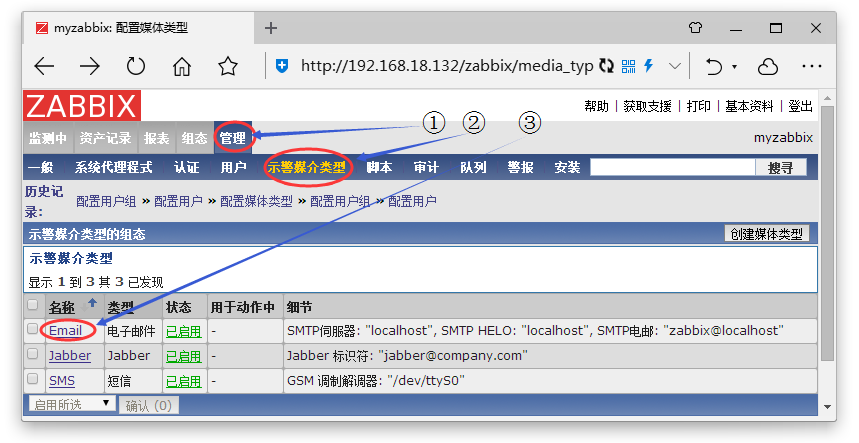 myzabbix: 配置媒体类型
http://192.168.18.132/zabbix/media_typ
ZABBIX
帮助 | 获取支援 | 打印 | 基本资料 | 登出
① ② ③
监测中 资产记录 报表 组态 管理 myzabbix
一般 系统代理程式 认证 用户 示警媒介类型 脚本 审计 队列 警报 安装 搜寻
历史记录: 配置用户组 » 配置用户 » 配置媒体类型 » 配置用户组 » 配置用户
示警媒介类型的组态 创建媒体类型
示警媒介类型
显示 1 到 3 其 3 已发现
名称 类型 状态 用于动作中 细节
Email 电子邮件 已启用 - SMTP伺服器: "localhost", SMTP HELO: "localhost", SMTP电邮: "zabbix@localhost"
Jabber Jabber 已启用 - Jabber 标识符: "jabber@company.com"
SMS 短信 已启用 - GSM 调制解调器: "/dev/ttyS0"
启用所选 确认 (0)